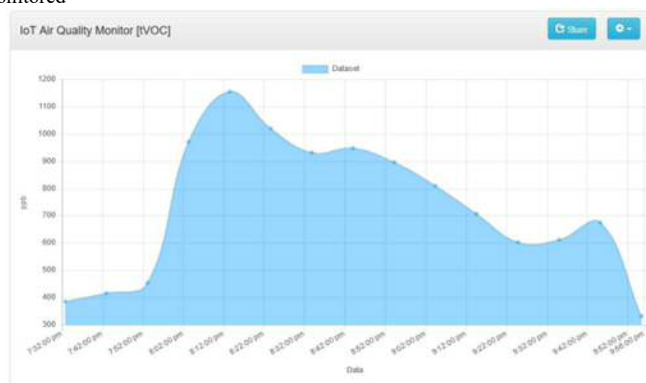 onitored
IoT Air Quality Monitor [tVOC]
Share
Dataset
1200
1100
1000
900
800
700
600
500
400
300
ppb
7:32:00 pm
7:42:00 pm
7:52:00 pm
8:02:00 pm
8:12:00 pm
8:22:00 pm
8:32:00 pm
8:42:00 pm
8:52:00 pm
9:02:00 pm
9:12:00 pm
9:22:00 pm
9:32:00 pm
9:42:00 pm
9:52:00 pm
9:56:00 pm
Data